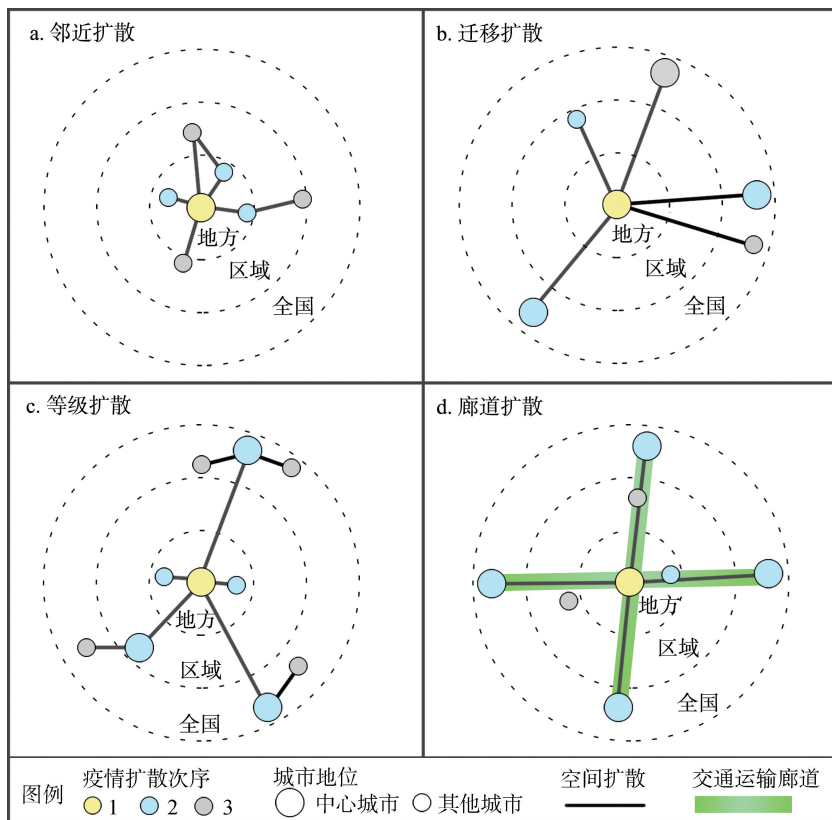 a. 邻近扩散
地方
区域
全国
b. 迁移扩散
地方
区域
全国
c. 等级扩散
地方
区域
全国
d. 廊道扩散
地方
区域
全国
图例
疫情扩散次序
1 2 3
城市地位
中心城市 其他城市
空间扩散
交通运输廊道